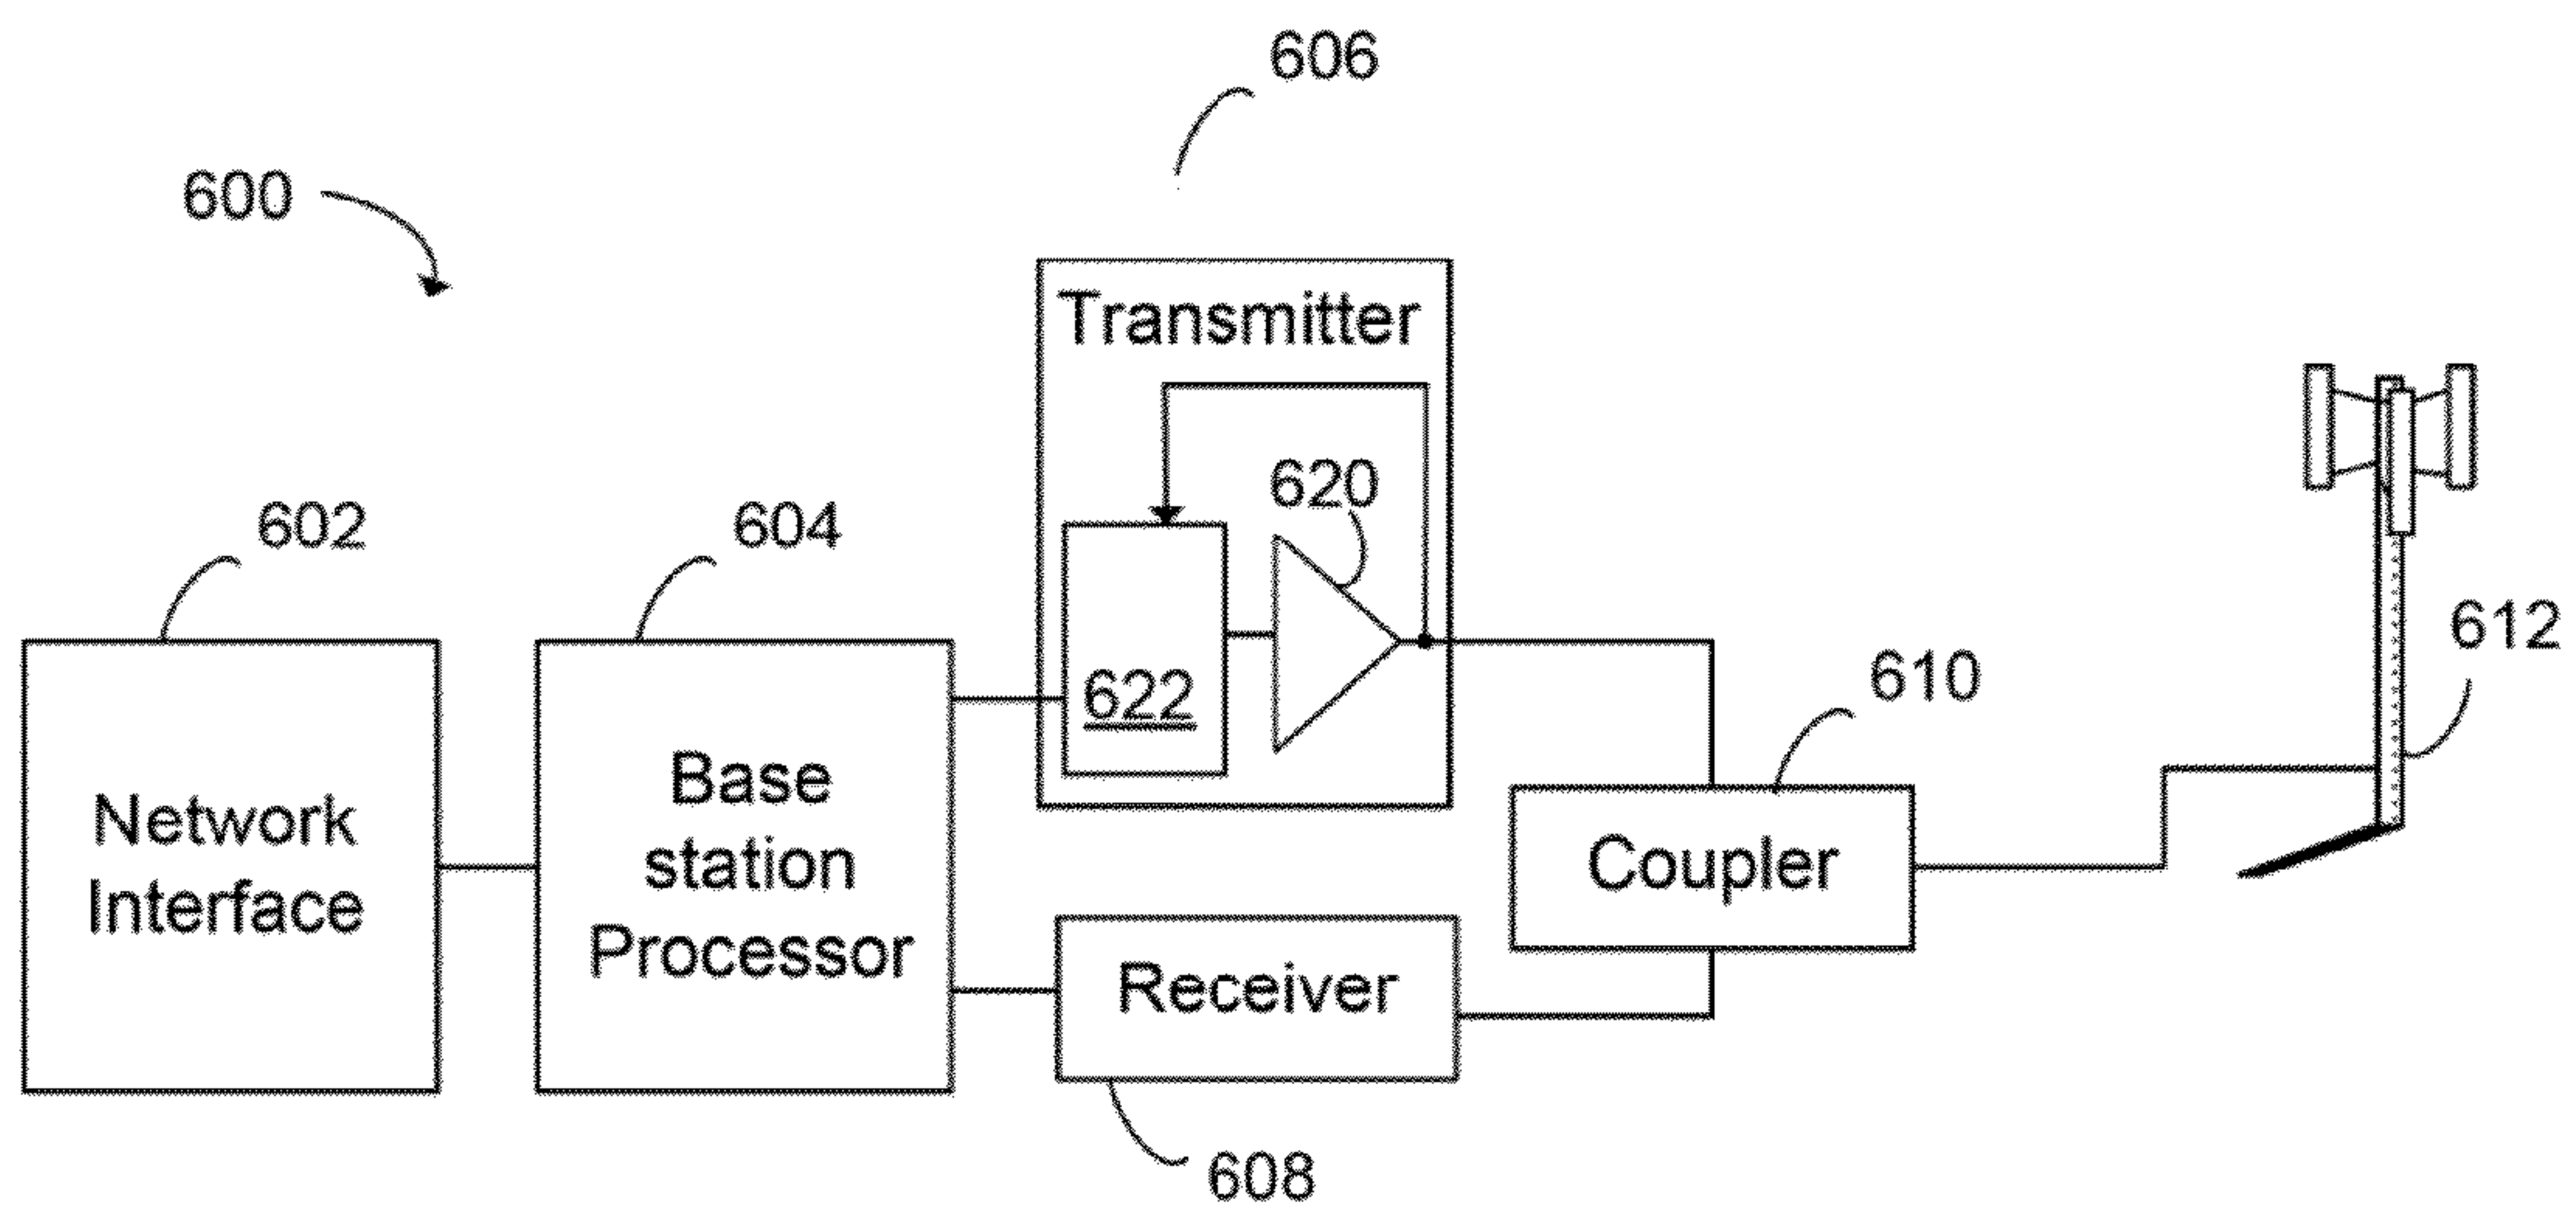 606
600
Transmitter
620
602
604
622
612
610
Network
Interface
Base
station
Processor
Coupler
Receiver
608